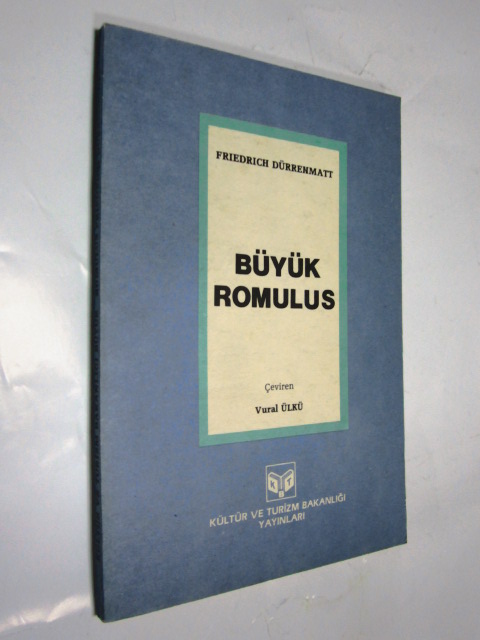 FRIEDRICH DÜRRENMATT
BÜYÜK
ROMULUS
Çeviren
Vural ÜLKÜ
K T
B
KÜLTÜR VE TURİZM BAKANLIĞI
YAYINLARI